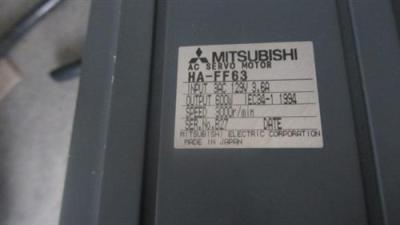 MITSUBISHI
AC SERVO MOTOR
HA-FF63
INPUT 3AC 129V 3.6A
OUTPUT 600W IEC34-1 1994
SPEED 3000r/min
SER.No.B27 DATE
MITSUBISHI ELECTRIC CORPORATION
MADE IN JAPAN